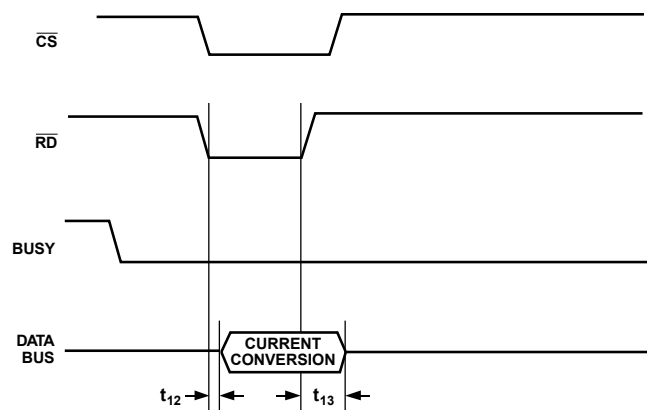 CS
RD
BUSY
DATA
BUS
CURRENT
CONVERSION
t12
t13